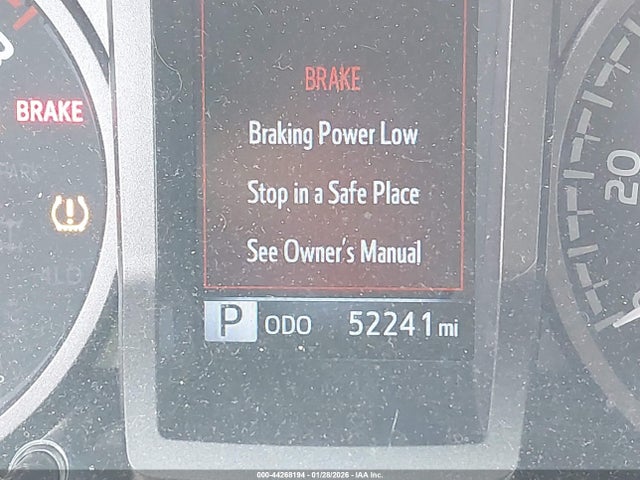 BRAKE
BRAKE
Braking Power Low
Stop in a Safe Place
See Owner's Manual
P ODO 52241 mi
20
000-44268194 - 01/28/2026 - IAA Inc.